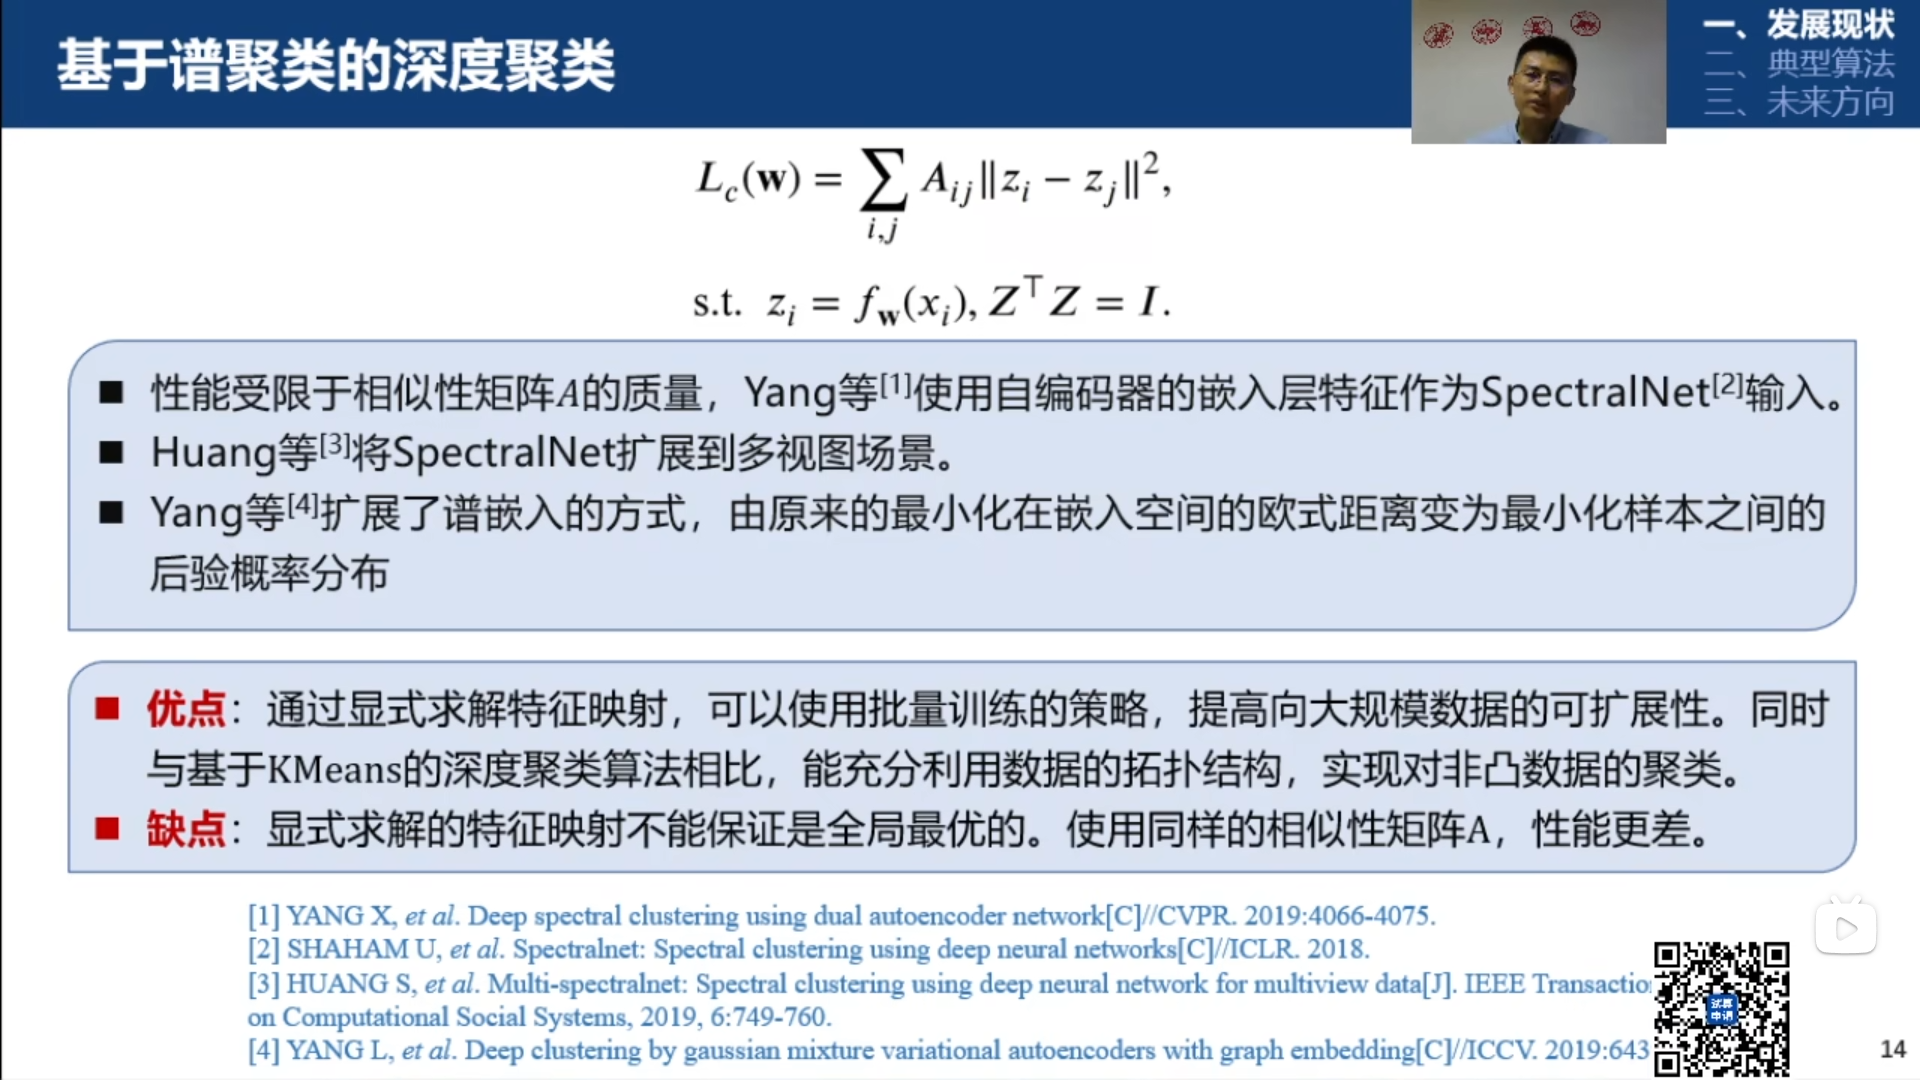 基于谱聚类的深度聚类
一、发展现状
二、典型算法
三、未来方向
L_c(w) = ∑_{i,j} A_{ij}‖z_i − z_j‖²,
s.t. z_i = f_w(x_i), Z^⊤ Z = I.
■ 性能受限于相似性矩阵A的质量，Yang等[1]使用自编码器的嵌入层特征作为SpectralNet[2]输入。
■ Huang等[3]将SpectralNet扩展到多视图场景。
■ Yang等[4]扩展了谱嵌入的方式，由原来的最小化在嵌入空间的欧式距离变为最小化样本之间的
后验概率分布
■ 优点：通过显式求解特征映射，可以使用批量训练的策略，提高向大规模数据的可扩展性。同时
与基于KMeans的深度聚类算法相比，能充分利用数据的拓扑结构，实现对非凸数据的聚类。
■ 缺点：显式求解的特征映射不能保证是全局最优的。使用同样的相似性矩阵A，性能更差。
[1] YANG X, et al. Deep spectral clustering using dual autoencoder network[C]//CVPR. 2019:4066-4075.
[2] SHAHAM U, et al. Spectralnet: Spectral clustering using deep neural networks[C]//ICLR. 2018.
[3] HUANG S, et al. Multi-spectralnet: Spectral clustering using deep neural network for multiview data[J]. IEEE Transactio
on Computational Social Systems, 2019, 6:749-760.
[4] YANG L, et al. Deep clustering by gaussian mixture variational autoencoders with graph embedding[C]//ICCV. 2019:643
试算
申请
14